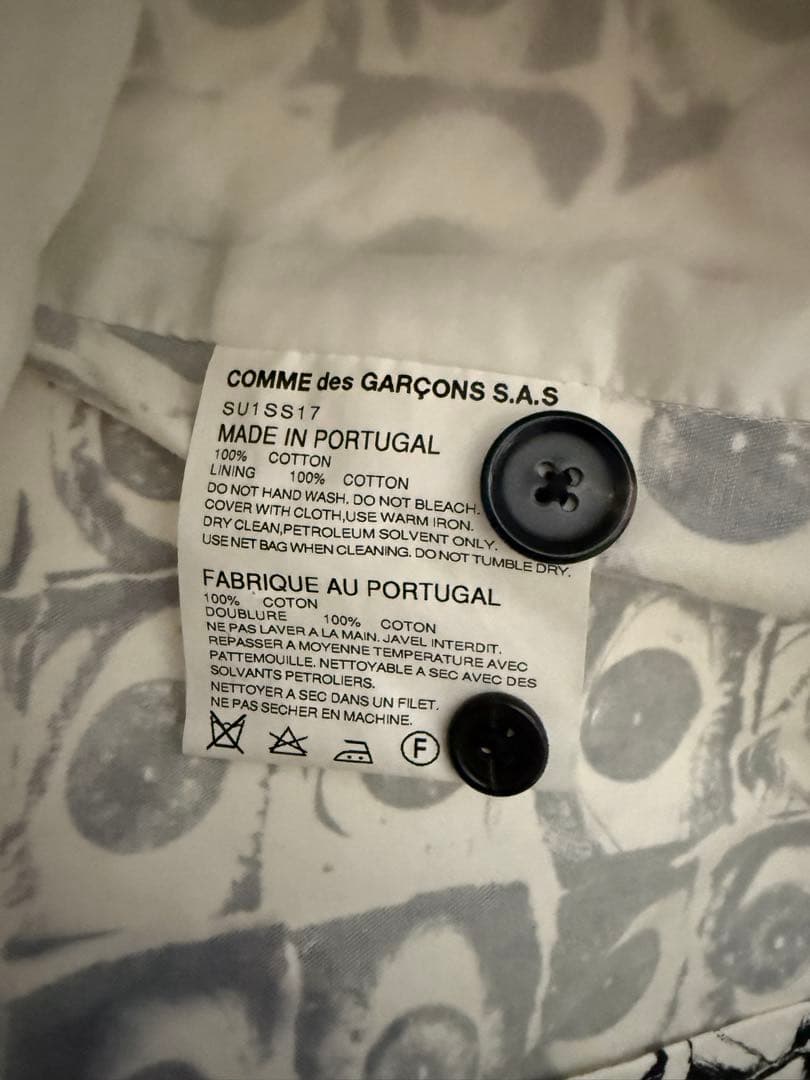 COMME des GARÇONS S.A.S
SU1SS17
MADE IN PORTUGAL
100% COTTON
LINING 100% COTTON
DO NOT HAND WASH. DO NOT BLEACH.
COVER WITH CLOTH,USE WARM IRON.
DRY CLEAN,PETROLEUM SOLVENT ONLY.
USE NET BAG WHEN CLEANING. DO NOT TUMBLE DRY.
FABRIQUE AU PORTUGAL
100% COTON
DOUBLURE 100% COTON
NE PAS LAVER A LA MAIN. JAVEL INTERDIT.
REPASSER A MOYENNE TEMPERATURE AVEC
PATTEMOUILLE. NETTOYABLE A SEC AVEC DES
SOLVANTS PETROLIERS.
NETTOYER A SEC DANS UN FILET.
NE PAS SECHER EN MACHINE.
F